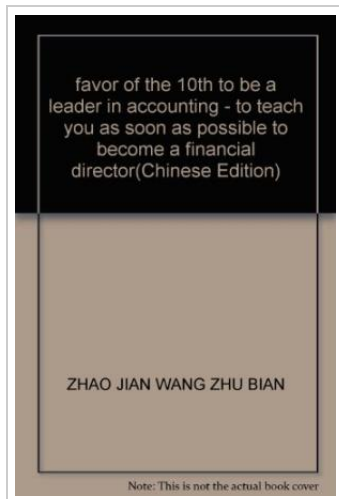 favor of the 10th to be a
leader in accounting - to teach
you as soon as possible to
become a financial
director(Chinese Edition)
ZHAO JIAN WANG ZHU BIAN
Note: This is not the actual book cover